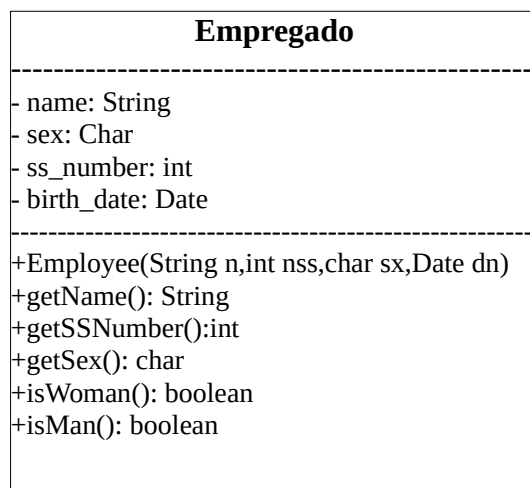 Empregado
- name: String
- sex: Char
- ss_number: int
- birth_date: Date
+Employee(String n,int nss,char sx,Date dn)
+getName(): String
+getSSNumber():int
+getSex(): char
+isWoman(): boolean
+isMan(): boolean